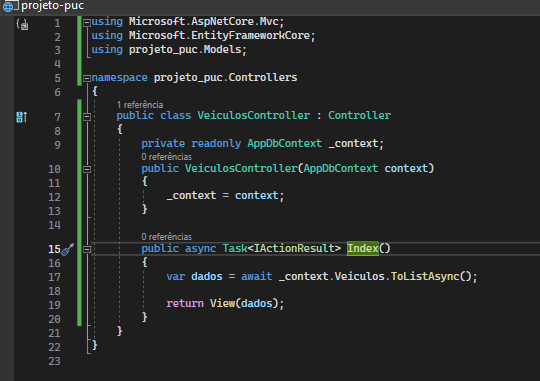 projeto-puc
1 using Microsoft.AspNetCore.Mvc;
2 using Microsoft.EntityFrameworkCore;
3 using projeto_puc.Models;
4
5 namespace projeto_puc.Controllers
6 {
1 referência
7 public class VeiculosController : Controller
8 {
9 private readonly AppDbContext _context;
0 referências
10 public VeiculosController(AppDbContext context)
11 {
12 _context = context;
13 }
14
0 referências
15 public async Task<IActionResult> Index()
16 {
17 var dados = await _context.Veiculos.ToListAsync();
18
19 return View(dados);
20 }
21 }
22 }
23